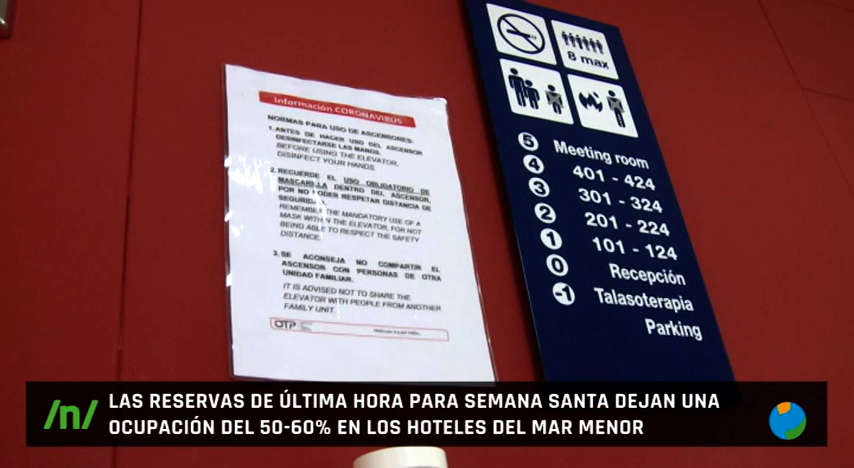 Información CORONAVIRUS
NORMAS PARA USO DE ASCENSORES:
1. ANTES DE HACER USO DEL ASCENSOR
DESINFECTARSE LAS MANOS.
BEFORE USING THE ELEVATOR,
DISINFECT YOUR HANDS.
2. RECUERDE EL USO OBLIGATORIO DE
MASCARILLA DENTRO DEL ASCENSOR,
POR NO PODER RESPETAR DISTANCIA DE
SEGURIDAD.
REMEMBER THE MANDATORY USE OF A
MASK WITHIN THE ELEVATOR, FOR NOT
BEING ABLE TO RESPECT THE SAFETY
DISTANCE.
3. SE ACONSEJA NO COMPARTIR EL
ASCENSOR CON PERSONAS DE OTRA
UNIDAD FAMILIAR.
IT IS ADVISED NOT TO SHARE THE
ELEVATOR WITH PEOPLE FROM ANOTHER
FAMILY UNIT.
OTP
8 max
5 Meeting room
4 401 - 424
3 301 - 324
2 201 - 224
1 101 - 124
0 Recepción
-1 Talasoterapia
Parking
/n/ LAS RESERVAS DE ÚLTIMA HORA PARA SEMANA SANTA DEJAN UNA
OCUPACIÓN DEL 50-60% EN LOS HOTELES DEL MAR MENOR